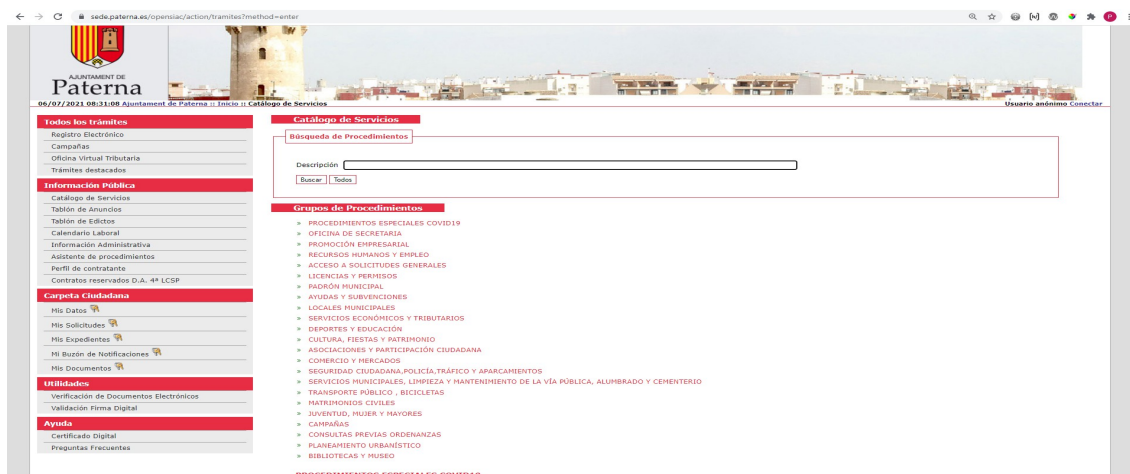 sede.paterna.es/opensiac/action/tramites?method=enter
AJUNTAMENT DE
Paterna
06/07/2021 08:31:08 Ajuntament de Paterna :: Inicio :: Catálogo de Servicios
Usuario anónimo Conectar
Todos los trámites
Registro Electrónico
Campañas
Oficina Virtual Tributaria
Trámites destacados
Información Pública
Catálogo de Servicios
Tablón de Anuncios
Tablón de Edictos
Calendario Laboral
Información Administrativa
Asistente de procedimientos
Perfil de contratante
Contratos reservados D.A. 4ª LCSP
Carpeta Ciudadana
Mis Datos
Mis Solicitudes
Mis Expedientes
Mi Buzón de Notificaciones
Mis Documentos
Utilidades
Verificación de Documentos Electrónicos
Validación Firma Digital
Ayuda
Certificado Digital
Preguntas Frecuentes
Catálogo de Servicios
Búsqueda de Procedimientos
Descripción
Buscar Todos
Grupos de Procedimientos
» PROCEDIMIENTOS ESPECIALES COVID19
» OFICINA DE SECRETARIA
» PROMOCIÓN EMPRESARIAL
» RECURSOS HUMANOS Y EMPLEO
» ACCESO A SOLICITUDES GENERALES
» LICENCIAS Y PERMISOS
» PADRÓN MUNICIPAL
» AYUDAS Y SUBVENCIONES
» LOCALES MUNICIPALES
» SERVICIOS ECONÓMICOS Y TRIBUTARIOS
» DEPORTES Y EDUCACIÓN
» CULTURA, FIESTAS Y PATRIMONIO
» ASOCIACIONES Y PARTICIPACIÓN CIUDADANA
» COMERCIO Y MERCADOS
» SEGURIDAD CIUDADANA,POLICÍA,TRÁFICO Y APARCAMIENTOS
» SERVICIOS MUNICIPALES, LIMPIEZA Y MANTENIMIENTO DE LA VÍA PÚBLICA, ALUMBRADO Y CEMENTERIO
» TRANSPORTE PÚBLICO , BICICLETAS
» MATRIMONIOS CIVILES
» JUVENTUD, MUJER Y MAYORES
» CAMPAÑAS
» CONSULTAS PREVIAS ORDENANZAS
» PLANEAMIENTO URBANÍSTICO
» BIBLIOTECAS Y MUSEO
PROCEDIMIENTOS ESPECIALES COVID19